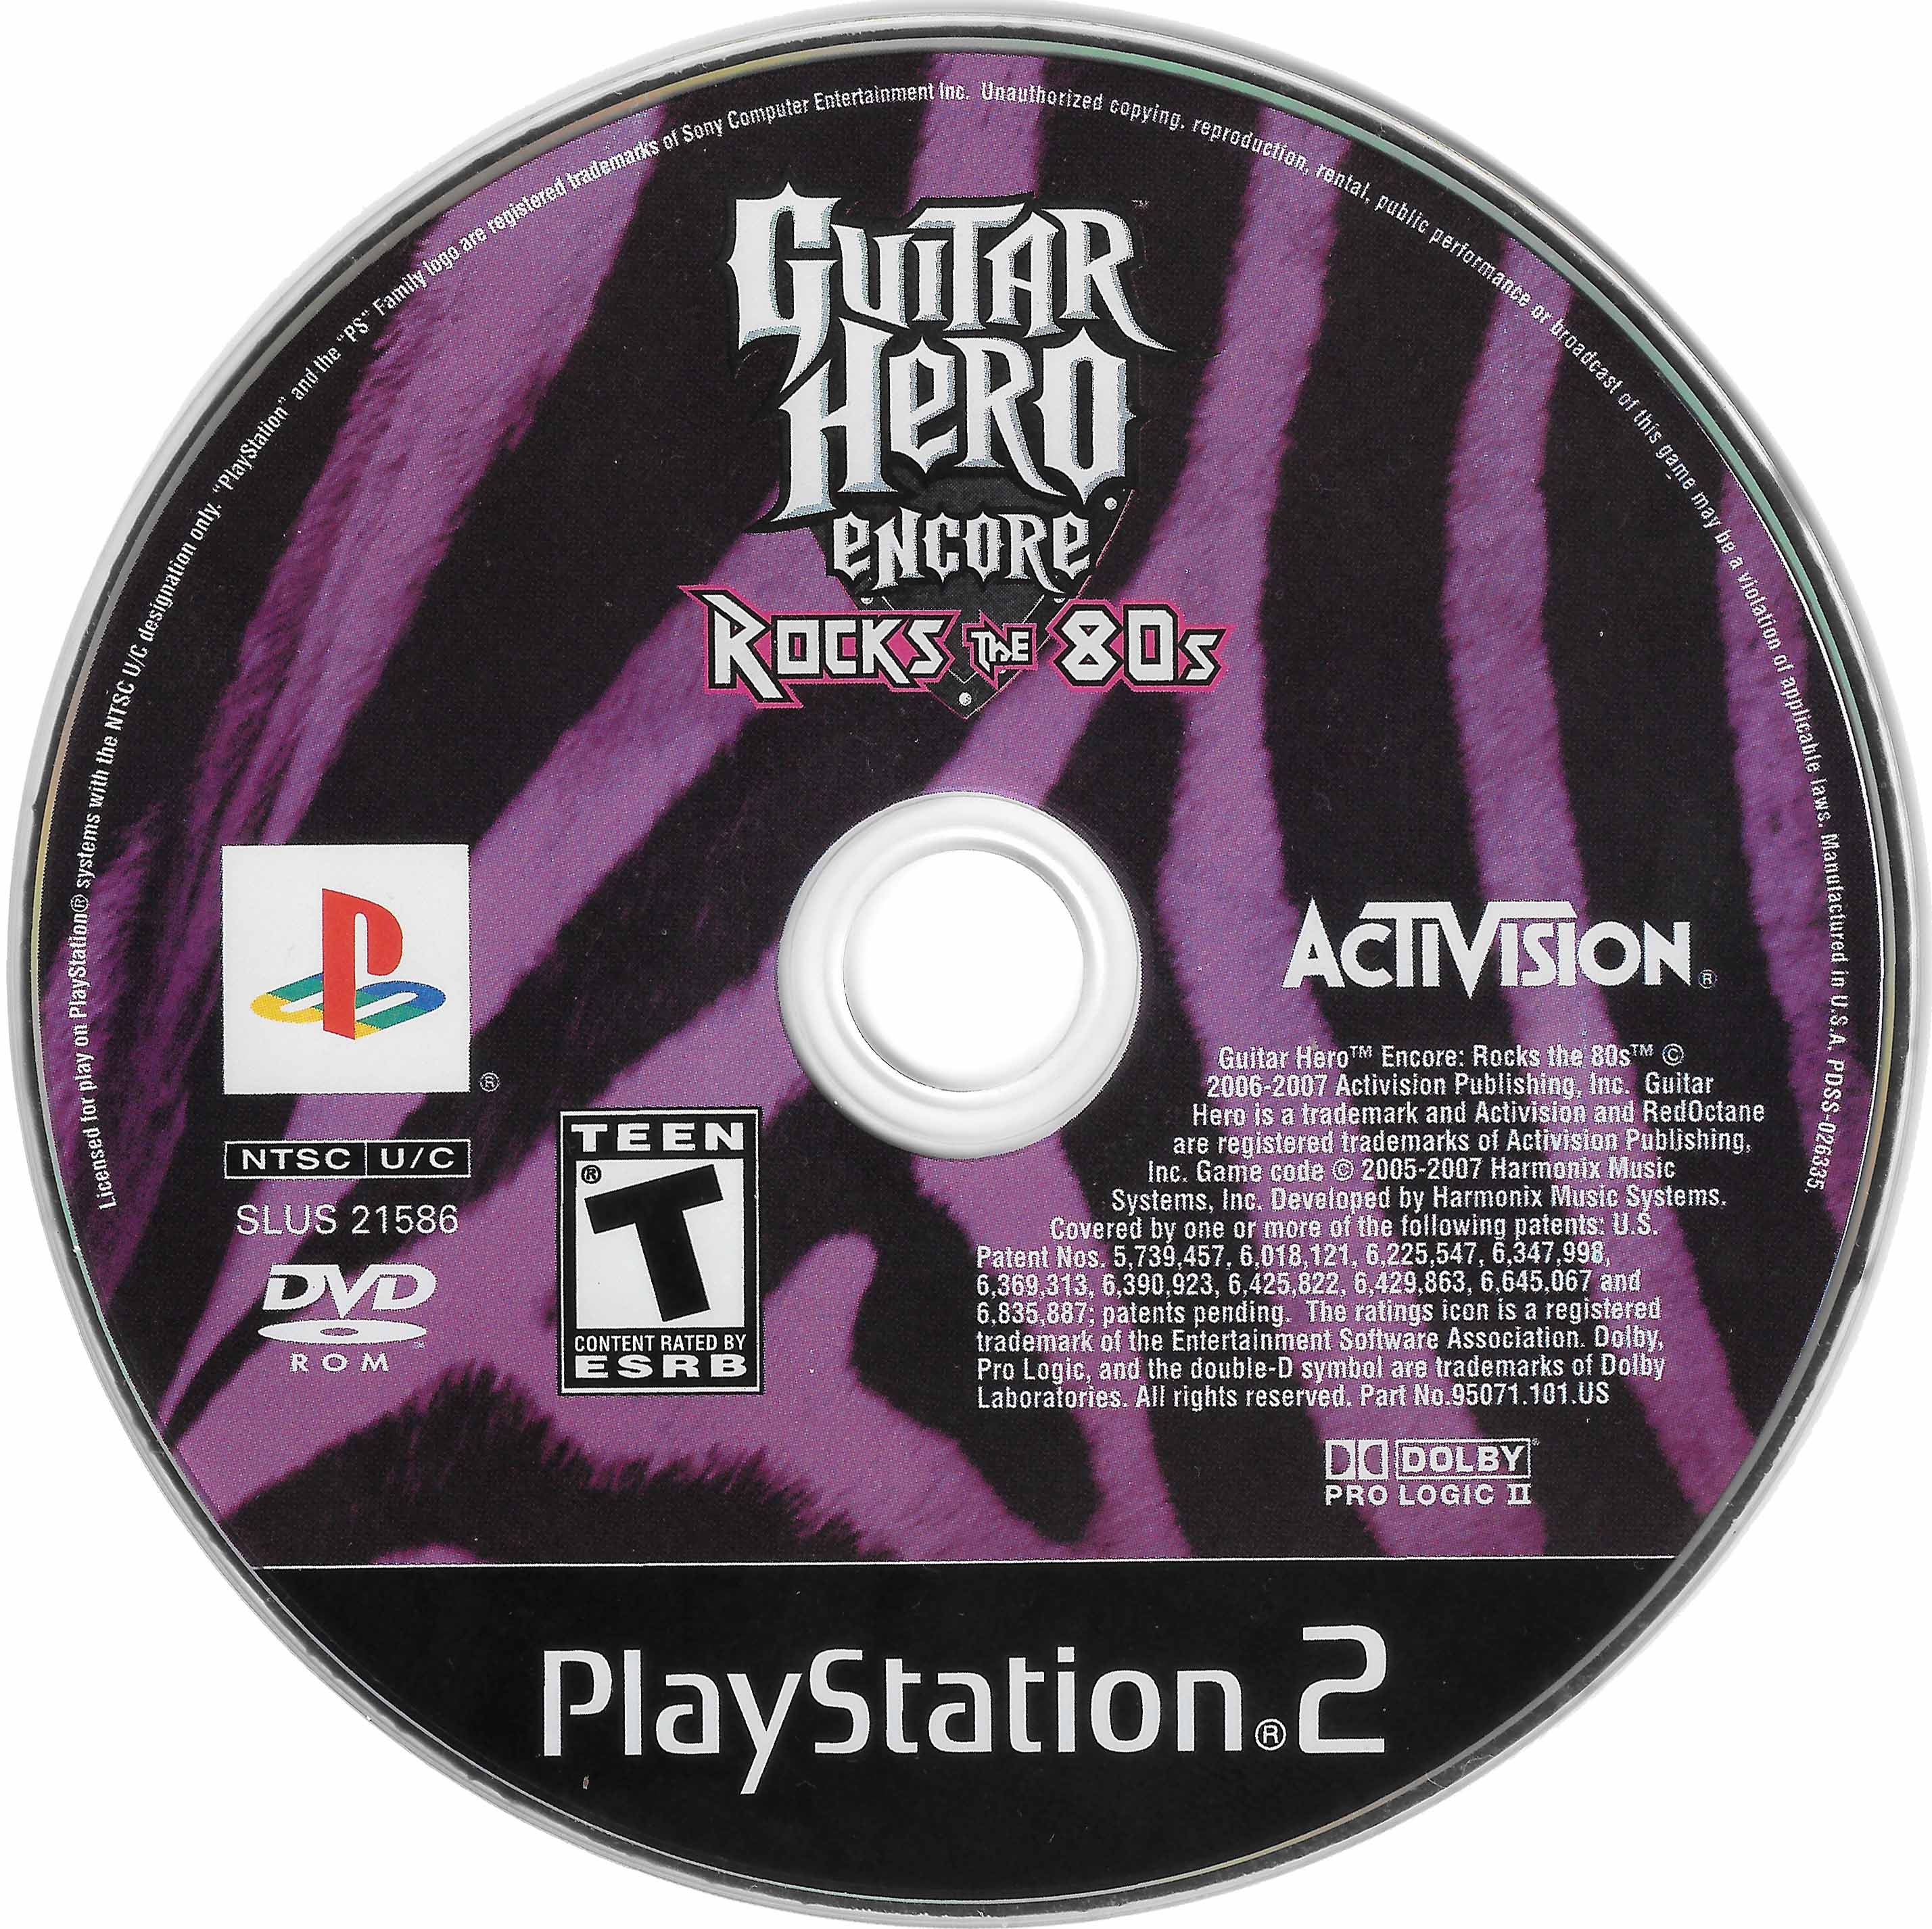 Licensed for play on PlayStation® systems with the NTSC U/C designation only. "PlayStation" and the "PS" Family logo are registered trademarks of Sony Computer Entertainment Inc. Unauthorized copying, reproduction, rental, public performance or broadcast of this game may be a violation of applicable laws. Manufactured in U.S.A. PDSS 026335.
GUITAR™
HERO
ENCORE
ROCKS THE 80s
®
NTSC U/C
SLUS 21586
DVD
ROM
TEEN
®
T
CONTENT RATED BY
ESRB
ACTIVISION®
Guitar Hero™ Encore: Rocks the 80s™ ©
2006-2007 Activision Publishing, Inc. Guitar
Hero is a trademark and Activision and RedOctane
are registered trademarks of Activision Publishing,
Inc. Game code © 2005-2007 Harmonix Music
Systems, Inc. Developed by Harmonix Music Systems.
Covered by one or more of the following patents: U.S.
Patent Nos. 5,739,457, 6,018,121, 6,225,547, 6,347,998,
6,369,313, 6,390,923, 6,425,822, 6,429,863, 6,645,067 and
6,835,887; patents pending. The ratings icon is a registered
trademark of the Entertainment Software Association. Dolby,
Pro Logic, and the double-D symbol are trademarks of Dolby
Laboratories. All rights reserved. Part No.95071.101.US
DOLBY
PRO LOGIC II
PlayStation®2